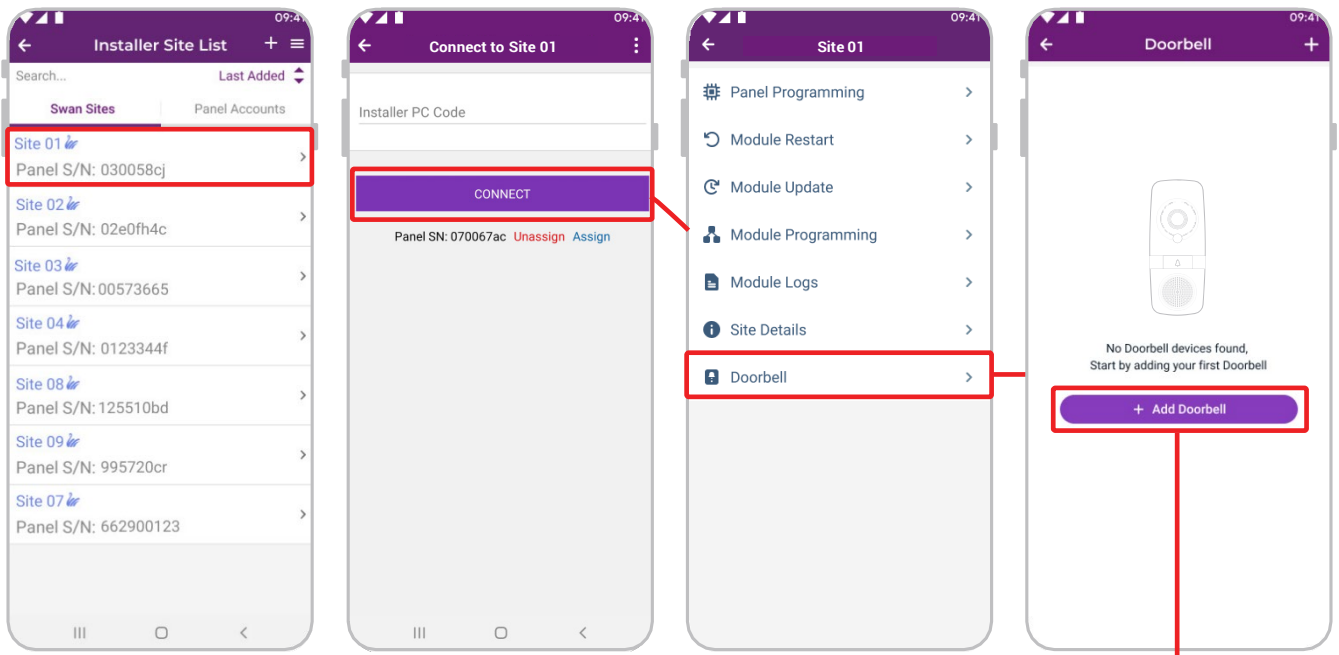 09:41
Installer Site List
Search...
Last Added
Swan Sites
Panel Accounts
Site 01
Panel S/N: 030058cj
Site 02
Panel S/N: 02e0fh4c
Site 03
Panel S/N: 00573665
Site 04
Panel S/N: 0123344f
Site 08
Panel S/N: 125510bd
Site 09
Panel S/N: 995720cr
Site 07
Panel S/N: 662900123
09:41
Connect to Site 01
Installer PC Code
CONNECT
Panel SN: 070067ac Unassign Assign
09:41
Site 01
Panel Programming
Module Restart
Module Update
Module Programming
Module Logs
Site Details
Doorbell
09:41
Doorbell
No Doorbell devices found,
Start by adding your first Doorbell
+ Add Doorbell